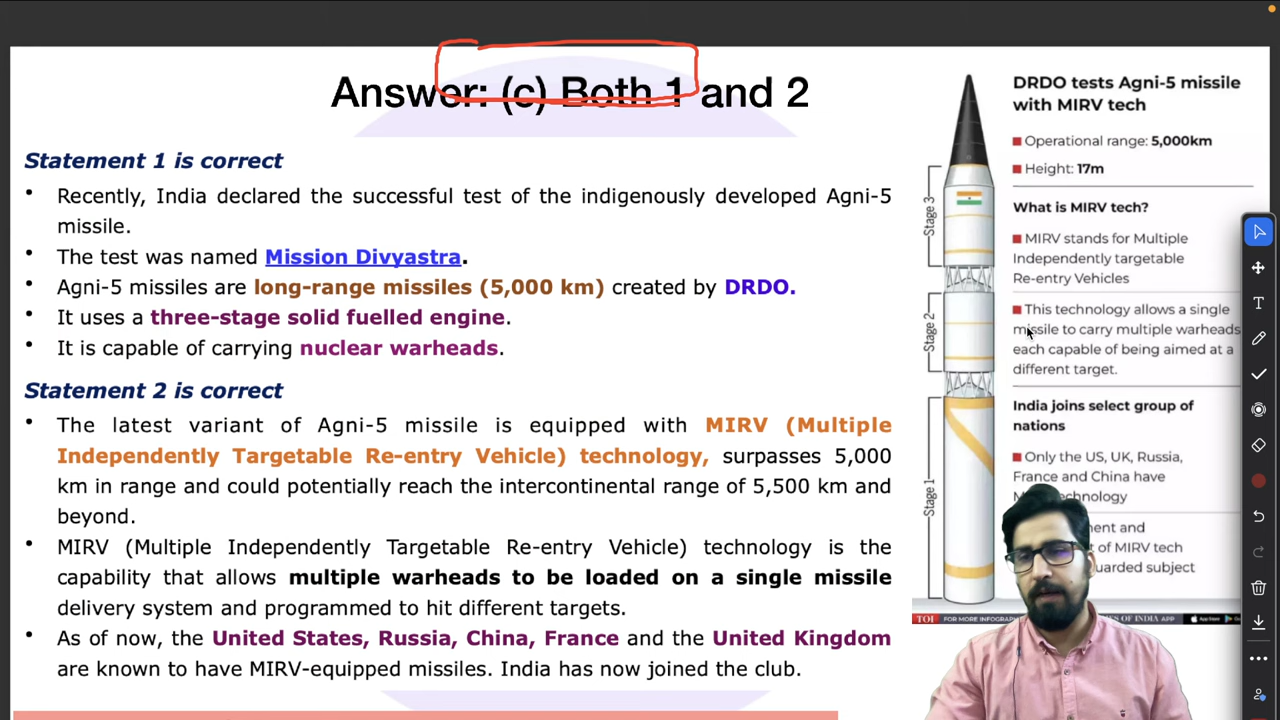 Answer: (c) Both 1 and 2
Statement 1 is correct
• Recently, India declared the successful test of the indigenously developed Agni-5
missile.
• The test was named Mission Divyastra.
• Agni-5 missiles are long-range missiles (5,000 km) created by DRDO.
• It uses a three-stage solid fuelled engine.
• It is capable of carrying nuclear warheads.
Statement 2 is correct
• The latest variant of Agni-5 missile is equipped with MIRV (Multiple
Independently Targetable Re-entry Vehicle) technology, surpasses 5,000
km in range and could potentially reach the intercontinental range of 5,500 km and
beyond.
• MIRV (Multiple Independently Targetable Re-entry Vehicle) technology is the
capability that allows multiple warheads to be loaded on a single missile
delivery system and programmed to hit different targets.
• As of now, the United States, Russia, China, France and the United Kingdom
are known to have MIRV-equipped missiles. India has now joined the club.
Stage 3
Stage 2
Stage 1
DRDO tests Agni-5 missile
with MIRV tech
Operational range: 5,000km
Height: 17m
What is MIRV tech?
MIRV stands for Multiple
Independently targetable
Re-entry Vehicles
This technology allows a single
missile to carry multiple warheads
each capable of being aimed at a
different target.
India joins select group of
nations
Only the US, UK, Russia,
France and China have
technology
and
of MIRV tech
subject
TOI FOR MORE INFOGRAPH
OF INDIA APP
T